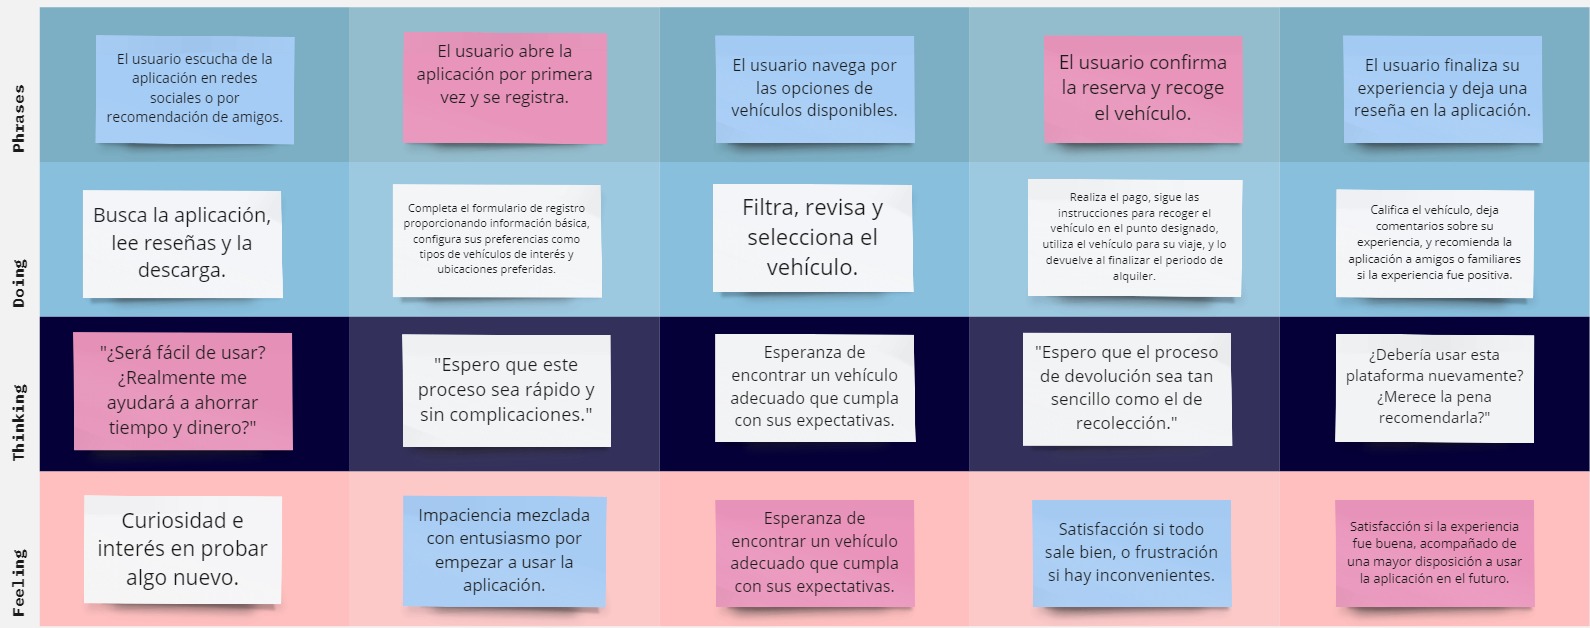 Phrases
El usuario escucha de la
aplicación en redes
sociales o por
recomendación de amigos.
El usuario abre la
aplicación por primera
vez y se registra.
El usuario navega por
las opciones de
vehículos disponibles.
El usuario confirma
la reserva y recoge
el vehículo.
El usuario finaliza su
experiencia y deja una
reseña en la aplicación.
Doing
Busca la aplicación,
lee reseñas y la
descarga.
Completa el formulario de registro
proporcionando información básica,
configura sus preferencias como
tipos de vehículos de interés y
ubicaciones preferidas.
Filtra, revisa y
selecciona el
vehículo.
Realiza el pago, sigue las
instrucciones para recoger el
vehículo en el punto designado,
utiliza el vehículo para su viaje, y lo
devuelve al finalizar el periodo de
alquiler.
Califica el vehículo, deja
comentarios sobre su
experiencia, y recomienda la
aplicación a amigos o familiares
si la experiencia fue positiva.
Thinking
"¿Será fácil de usar?
¿Realmente me
ayudará a ahorrar
tiempo y dinero?"
"Espero que este
proceso sea rápido y
sin complicaciones."
Esperanza de
encontrar un vehículo
adecuado que cumpla
con sus expectativas.
"Espero que el proceso
de devolución sea tan
sencillo como el de
recolección."
¿Debería usar esta
plataforma nuevamente?
¿Merece la pena
recomendarla?"
Feeling
Curiosidad e
interés en probar
algo nuevo.
Impaciencia mezclada
con entusiasmo por
empezar a usar la
aplicación.
Esperanza de
encontrar un vehículo
adecuado que cumpla
con sus expectativas.
Satisfacción si todo
sale bien, o frustración
si hay inconvenientes.
Satisfacción si la experiencia
fue buena, acompañado de
una mayor disposición a usar
la aplicación en el futuro.